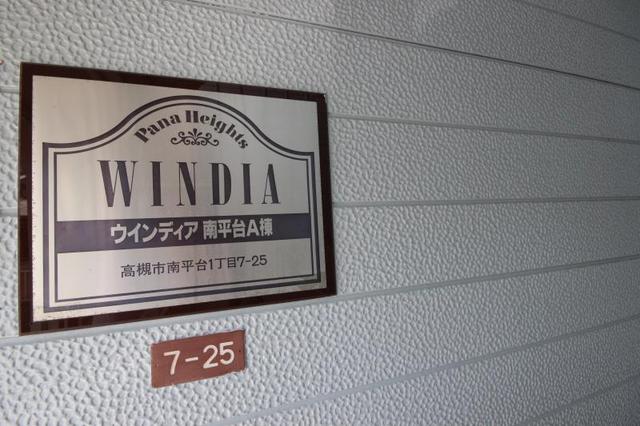 Pana Heights
WINDIA
ウインディア 南平台A棟
高槻市南平台1丁目7-25
7-25